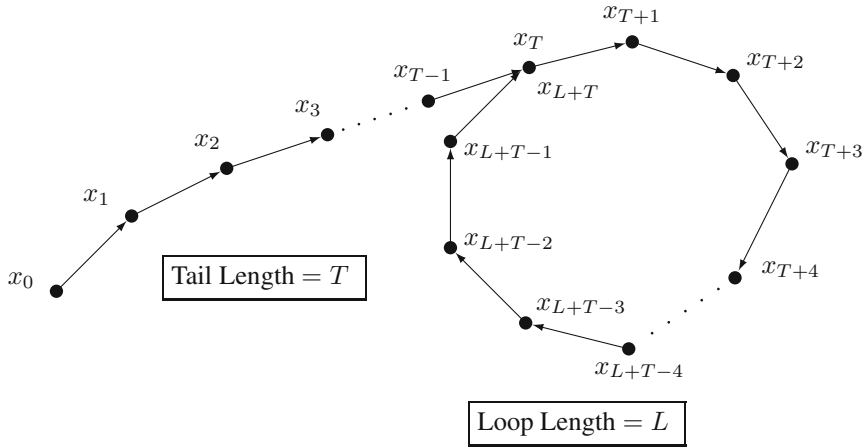 x_0
x_1
x_2
x_3
x_{T−1}
x_T
x_{L+T}
x_{T+1}
x_{T+2}
x_{T+3}
x_{T+4}
x_{L+T−1}
x_{L+T−2}
x_{L+T−3}
x_{L+T−4}
Tail Length = T
Loop Length = L